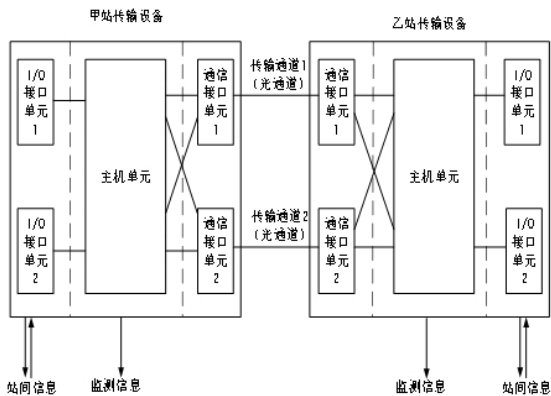 甲站传输设备
乙站传输设备
I/O
接口
单元
1
主机单元
通信
接口
单元
1
传输通道1
(光通道)
通信
接口
单元
1
主机单元
I/O
接口
单元
1
I/O
接口
单元
2
通信
接口
单元
2
传输通道2
(光通道)
通信
接口
单元
2
I/O
接口
单元
2
站间信息
监测信息
监测信息
站间信息